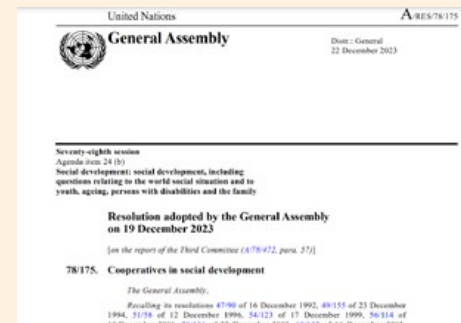 United Nations
A/RES/78/175
General Assembly
Distr.: General
22 December 2023
Seventy-eighth session
Agenda item 24 (b)
Social development: social development, including
questions relating to the world social situation and to
youth, ageing, persons with disabilities and the family
Resolution adopted by the General Assembly
on 19 December 2023
[on the report of the Third Committee (A/78/472, para. 57)]
78/175. Cooperatives in social development
The General Assembly,
Recalling its resolutions 47/90 of 16 December 1992, 49/155 of 23 December
1994, 51/58 of 12 December 1996, 54/123 of 17 December 1999, 56/114 of